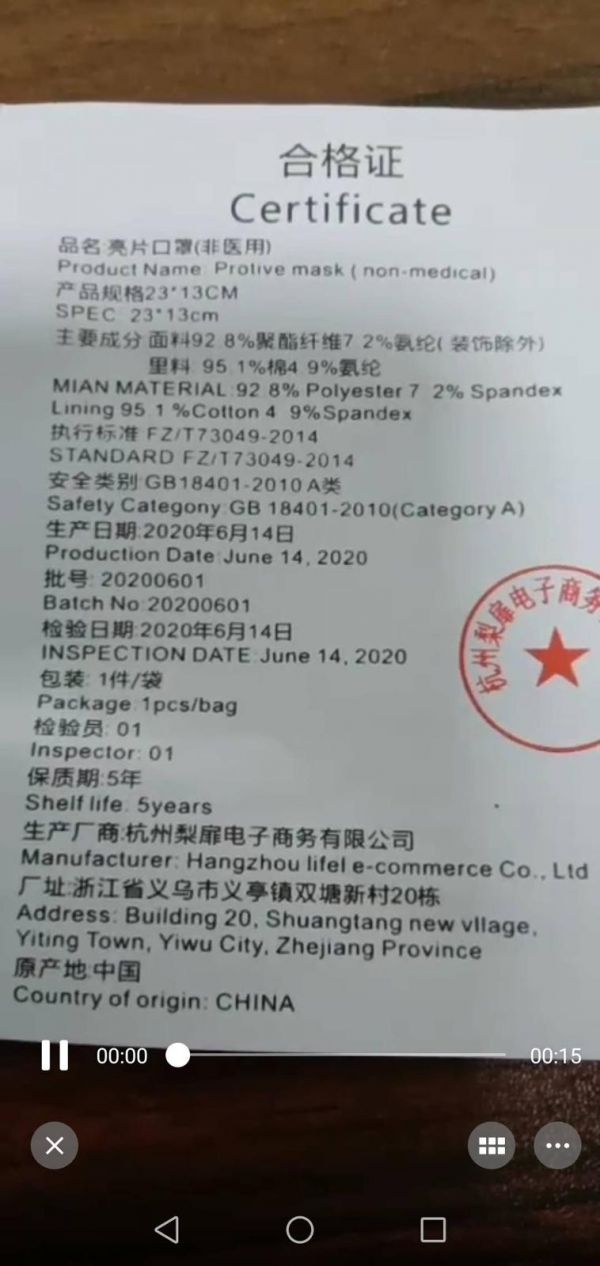 合格证
Certificate
品名:亮片口罩(非医用)
Product Name: Protive mask ( non-medical)
产品规格23*13CM
SPEC: 23*13cm
主要成分:面料92.8%聚酯纤维7.2%氨纶( 装饰除外)
里料: 95.1%棉4.9%氨纶
MIAN MATERIAL:92.8% Polyester 7.2% Spandex
Lining 95.1 %Cotton 4.9%Spandex
执行标准 FZ/T73049-2014
STANDARD FZ/T73049-2014
安全类别:GB18401-2010 A类
Safety Categony:GB 18401-2010(Category A)
生产日期:2020年6月14日
Production Date:June 14, 2020
批号: 20200601
Batch No:20200601
检验日期:2020年6月14日
INSPECTION DATE:June 14, 2020
包装: 1件/袋
Package:1pcs/bag
检验员: 01
Inspector: 01
保质期:5年
Shelf life: 5years
生产厂商:杭州梨扉电子商务有限公司
Manufacturer: Hangzhou lifel e-commerce Co., Ltd
厂址:浙江省义乌市义亭镇双塘新村20栋
Address: Building 20, Shuangtang new vllage,
Yiting Town, Yiwu City, Zhejiang Province
原产地:中国
Country of origin: CHINA
杭州梨扉电子商务
00:00
00:15